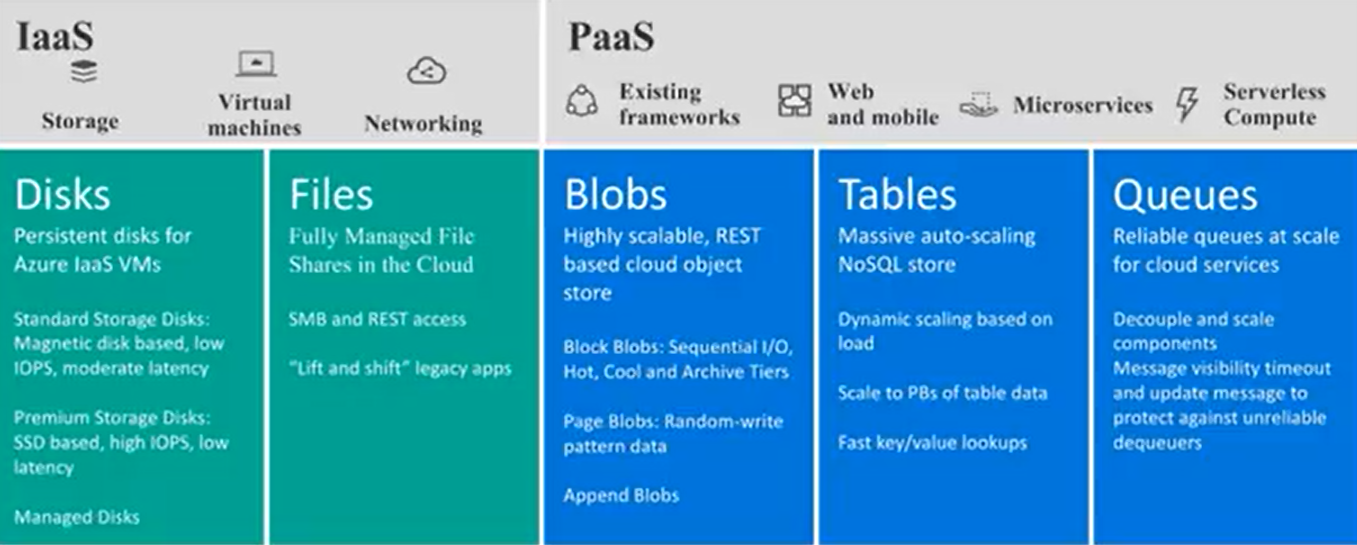 IaaS
Storage
Virtual
machines
Networking
PaaS
Existing
frameworks
Web
and mobile
Microservices
Serverless
Compute
Disks
Persistent disks for
Azure IaaS VMs
Standard Storage Disks:
Magnetic disk based, low
IOPS, moderate latency
Premium Storage Disks:
SSD based, high IOPS, low
latency
Managed Disks
Files
Fully Managed File
Shares in the Cloud
SMB and REST access
"Lift and shift" legacy apps
Blobs
Highly scalable, REST
based cloud object
store
Block Blobs: Sequential I/O,
Hot, Cool and Archive Tiers
Page Blobs: Random-write
pattern data
Append Blobs
Tables
Massive auto-scaling
NoSQL store
Dynamic scaling based on
load
Scale to PBs of table data
Fast key/value lookups
Queues
Reliable queues at scale
for cloud services
Decouple and scale
components
Message visibility timeout
and update message to
protect against unreliable
dequeuers